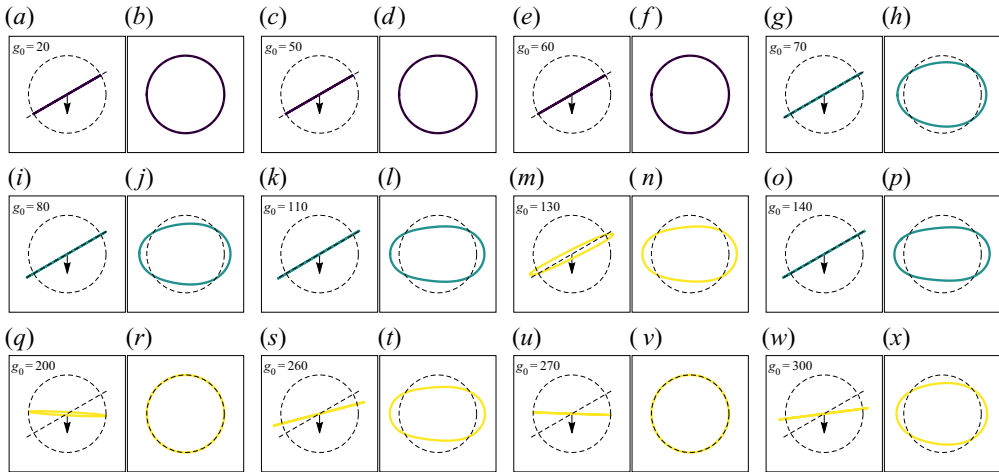 (a) (b) (c) (d) (e) (f) (g) (h)
g0 = 20 g0 = 50 g0 = 60 g0 = 70
(i) (j) (k) (l) (m) (n) (o) (p)
g0 = 80 g0 = 110 g0 = 130 g0 = 140
(q) (r) (s) (t) (u) (v) (w) (x)
g0 = 200 g0 = 260 g0 = 270 g0 = 300